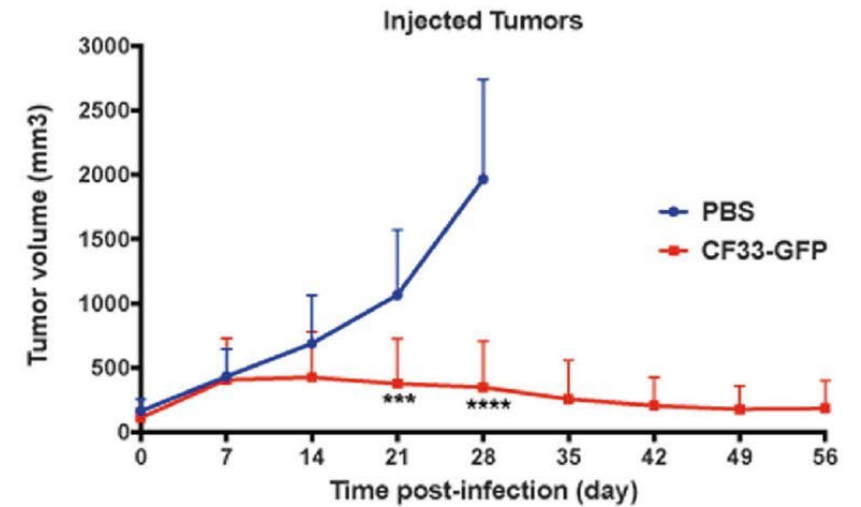 Injected Tumors
3000
2500
2000
1500
1000
500
0
Tumor volume (mm3)
PBS
CF33-GFP
***
****
0 7 14 21 28 35 42 49 56
Time post-infection (day)